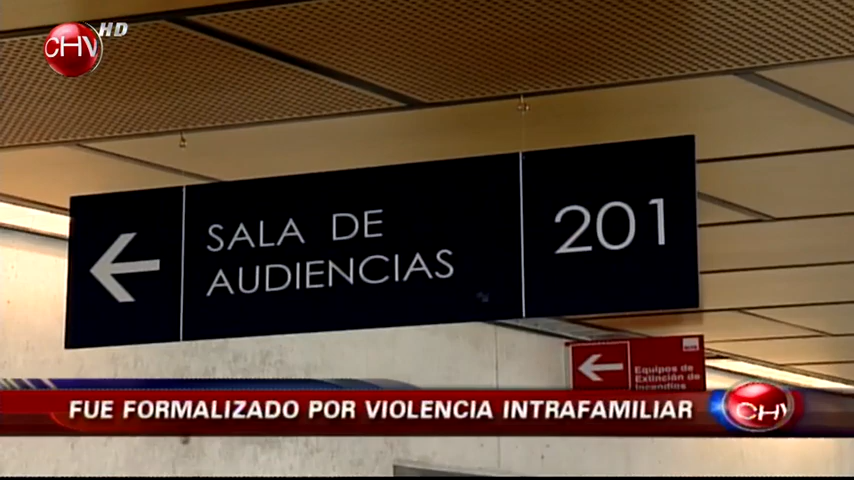 CHV HD
SALA DE
AUDIENCIAS
201
Equipos de
Extinción de
Incendios
FUE FORMALIZADO POR VIOLENCIA INTRAFAMILIAR
CHV